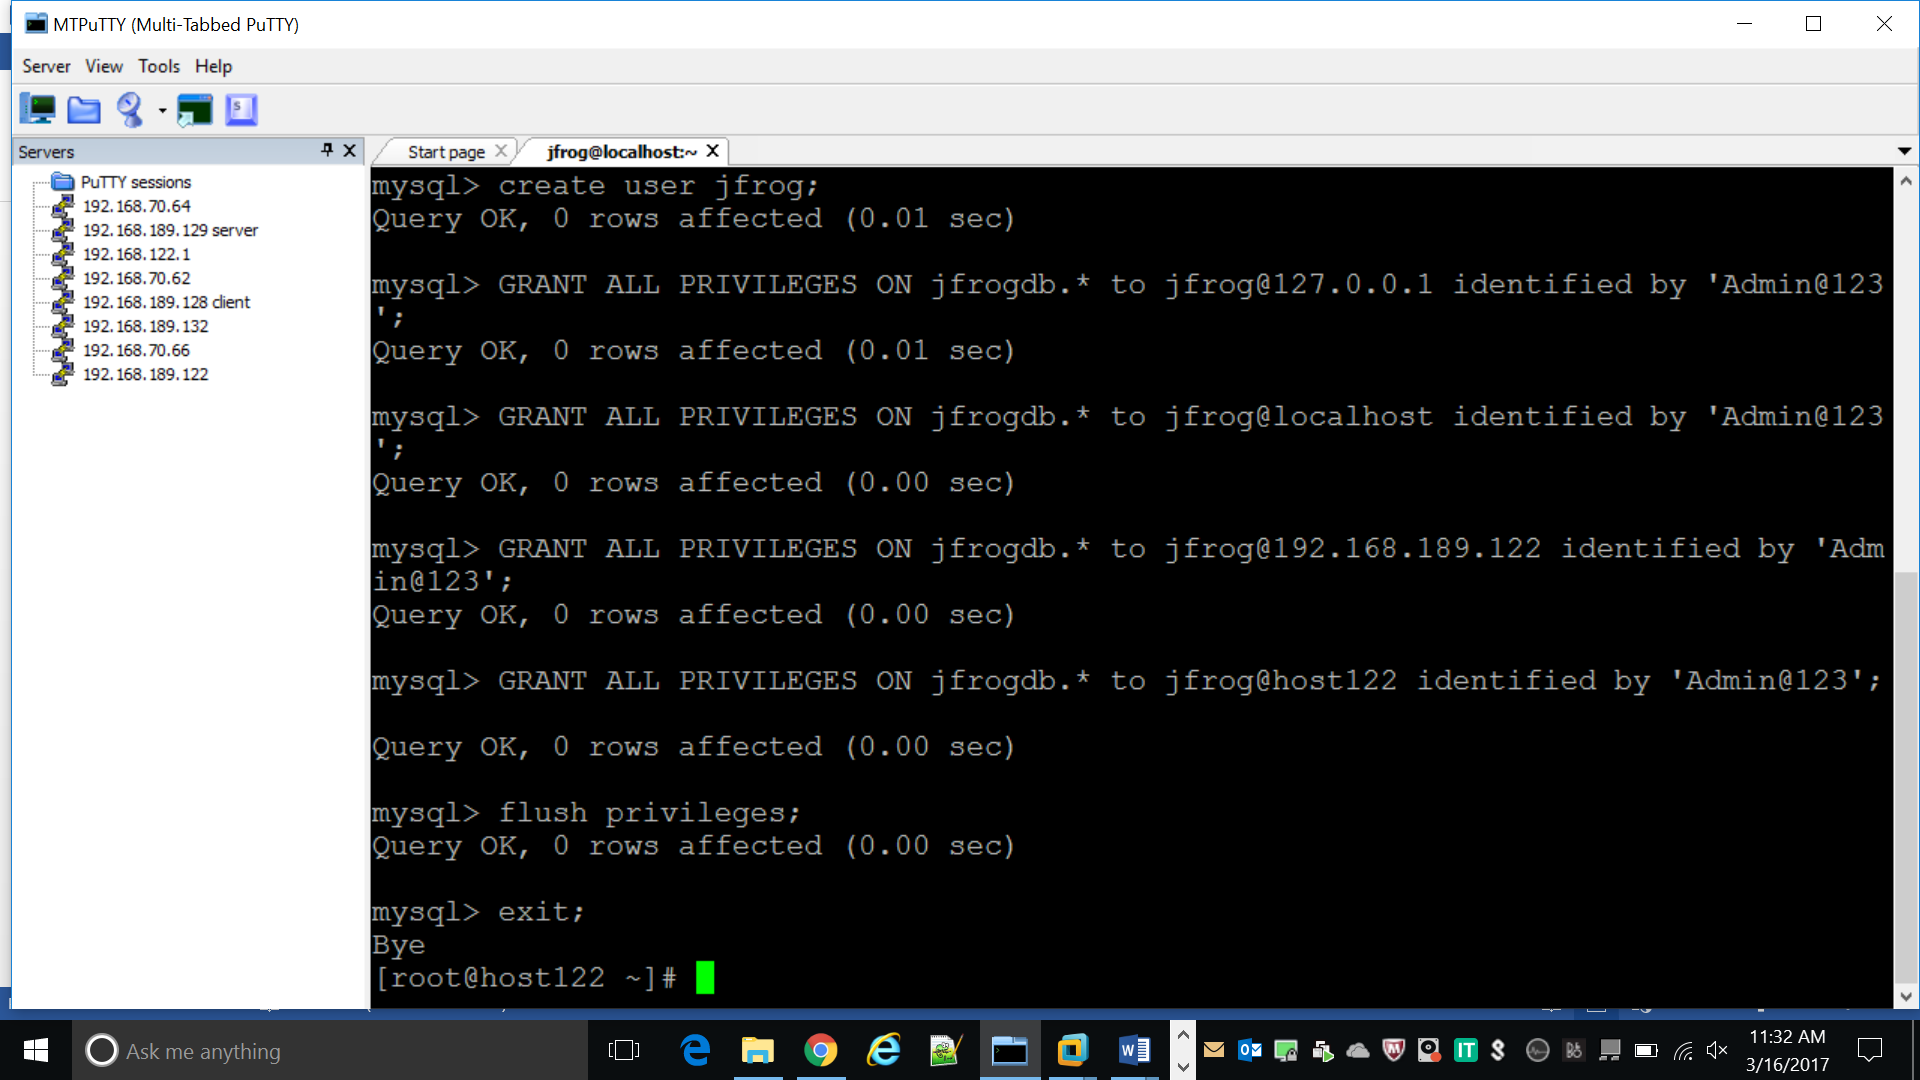 MTPuTTY (Multi-Tabbed PuTTY)
Server View Tools Help
Servers
PuTTY sessions
192.168.70.64
192.168.189.129 server
192.168.122.1
192.168.70.62
192.168.189.128 client
192.168.189.132
192.168.70.66
192.168.189.122
Start page jfrog@localhost:~
mysql> create user jfrog;
Query OK, 0 rows affected (0.01 sec)
mysql> GRANT ALL PRIVILEGES ON jfrogdb.* to jfrog@127.0.0.1 identified by 'Admin@123
';
Query OK, 0 rows affected (0.01 sec)
mysql> GRANT ALL PRIVILEGES ON jfrogdb.* to jfrog@localhost identified by 'Admin@123
';
Query OK, 0 rows affected (0.00 sec)
mysql> GRANT ALL PRIVILEGES ON jfrogdb.* to jfrog@192.168.189.122 identified by 'Adm
in@123';
Query OK, 0 rows affected (0.00 sec)
mysql> GRANT ALL PRIVILEGES ON jfrogdb.* to jfrog@host122 identified by 'Admin@123';
Query OK, 0 rows affected (0.00 sec)
mysql> flush privileges;
Query OK, 0 rows affected (0.00 sec)
mysql> exit;
Bye
[root@host122 ~]#
Ask me anything
11:32 AM
3/16/2017